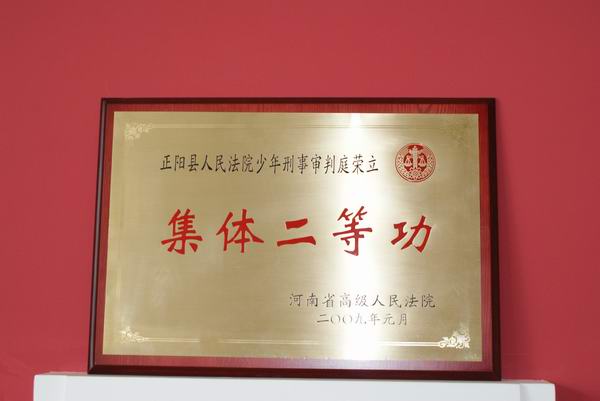 正阳县人民法院少年刑事审判庭荣立
集体二等功
河南省高级人民法院
二〇〇九年元月